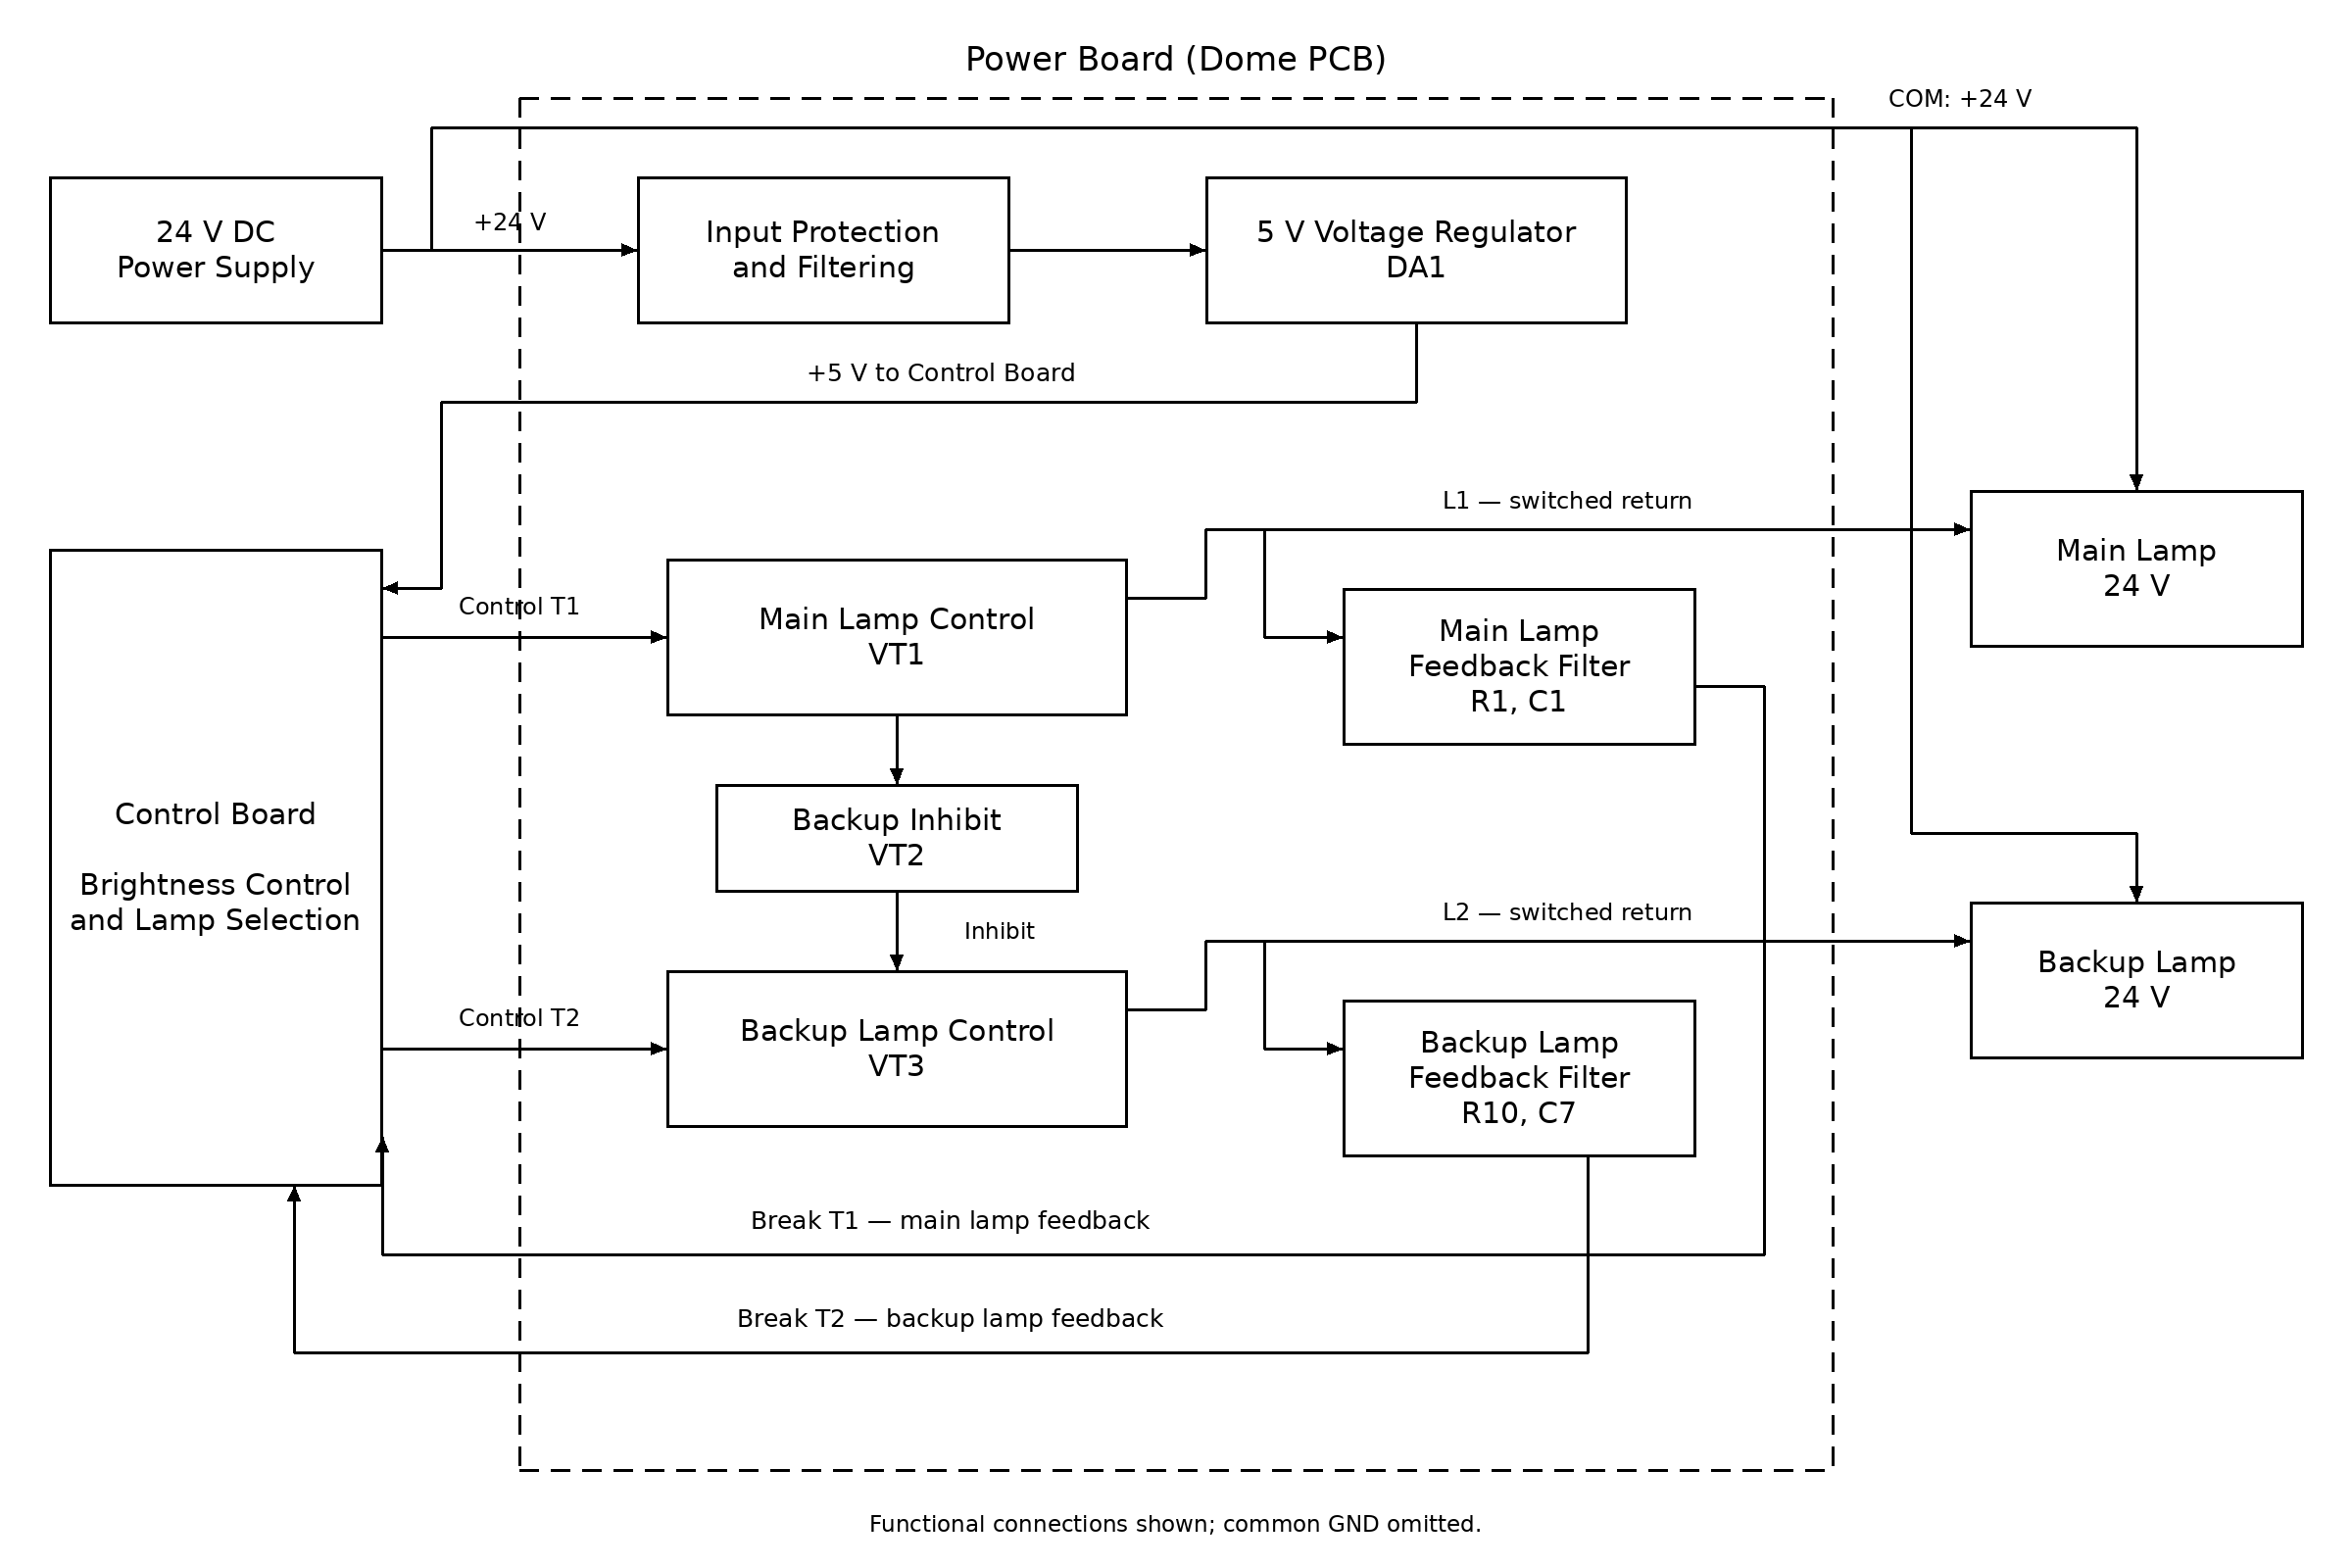 Power Board (Dome PCB)
COM: +24 V
24 V DC
Power Supply
+24 V
Input Protection
and Filtering
5 V Voltage Regulator
DA1
+5 V to Control Board
L1 — switched return
Main Lamp
24 V
Control T1
Main Lamp Control
VT1
Main Lamp
Feedback Filter
R1, C1
Control Board
Brightness Control
and Lamp Selection
Backup Inhibit
VT2
Inhibit
L2 — switched return
Backup Lamp
24 V
Control T2
Backup Lamp Control
VT3
Backup Lamp
Feedback Filter
R10, C7
Break T1 — main lamp feedback
Break T2 — backup lamp feedback
Functional connections shown; common GND omitted.